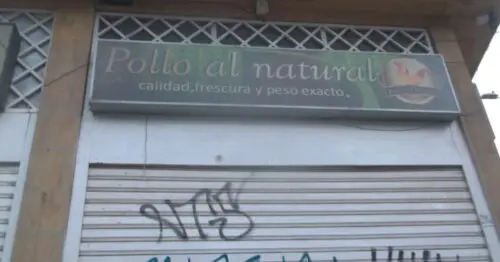 Pollo al natural
calidad,frescura y peso exacto.